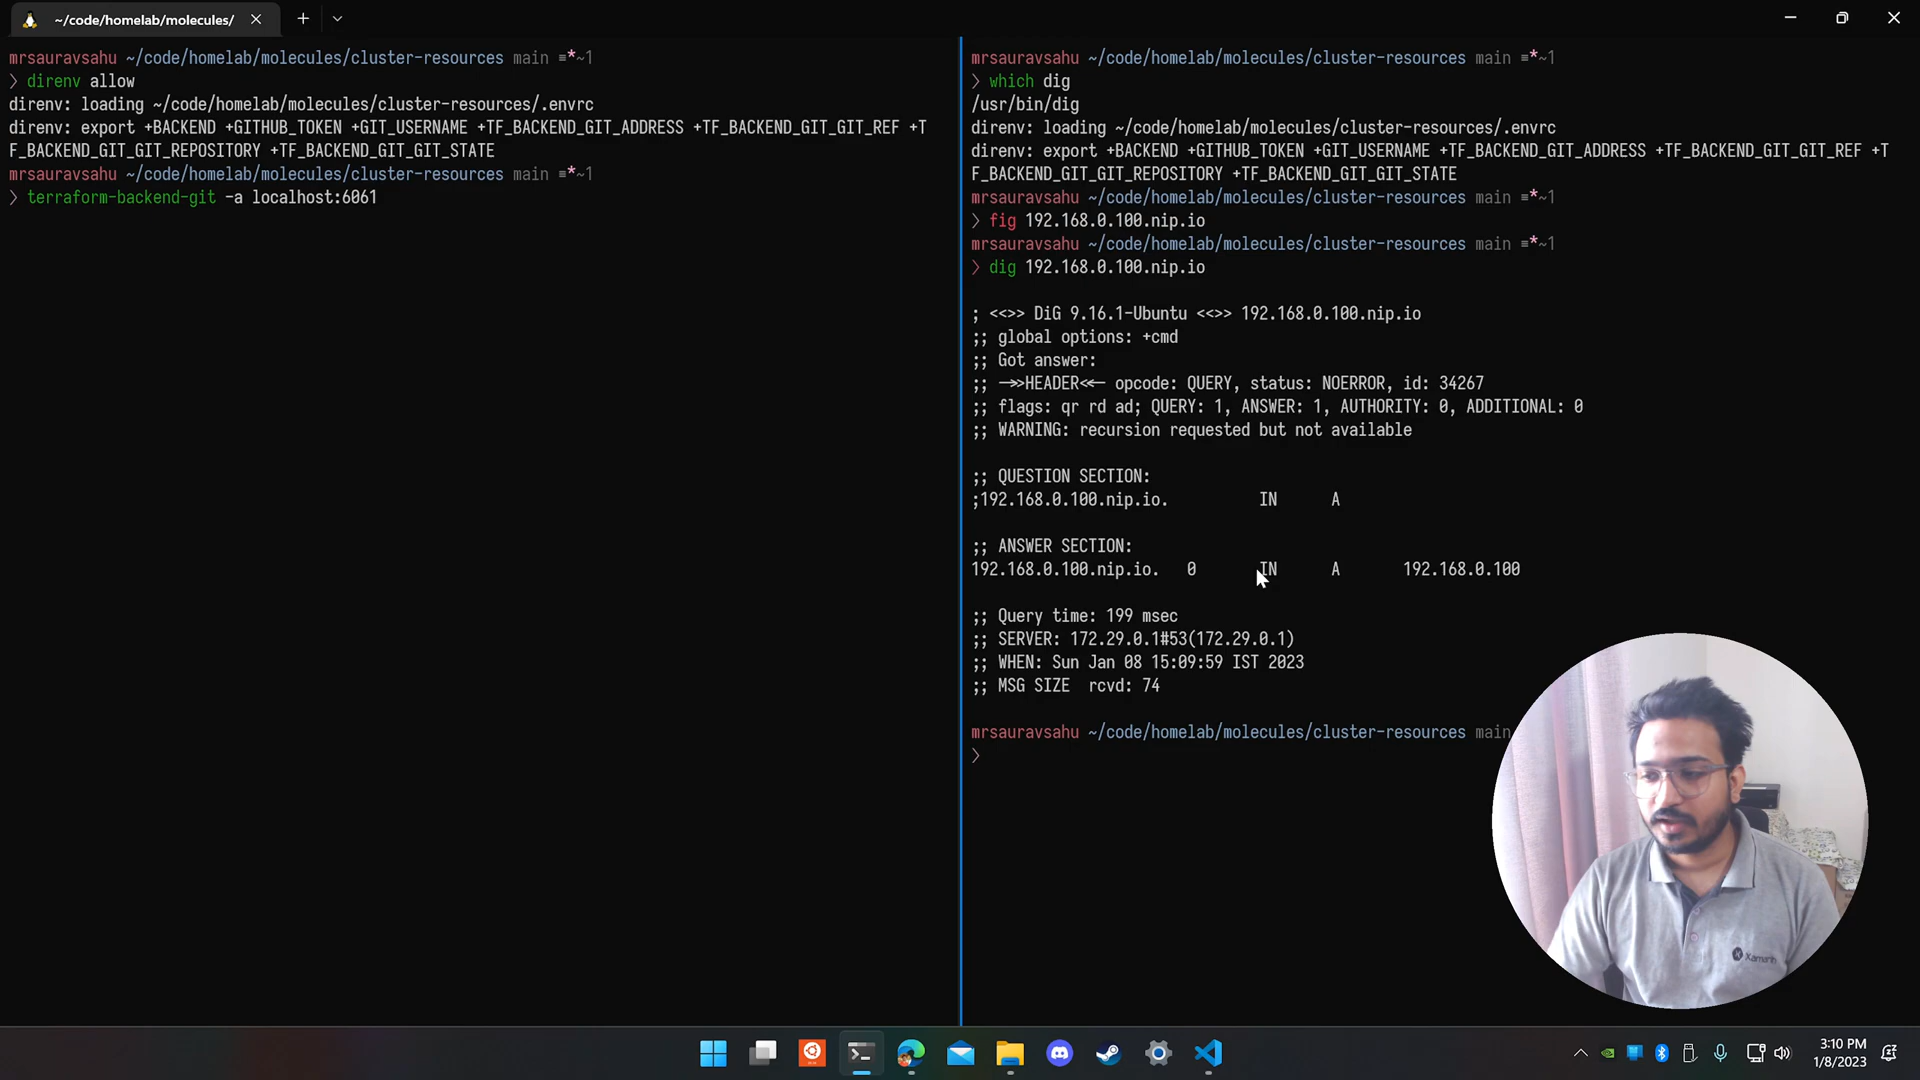 ~/code/homelab/molecules/
mrsauravsahu ~/code/homelab/molecules/cluster-resources main ≡*~1
❯ direnv allow
direnv: loading ~/code/homelab/molecules/cluster-resources/.envrc
direnv: export +BACKEND +GITHUB_TOKEN +GIT_USERNAME +TF_BACKEND_GIT_ADDRESS +TF_BACKEND_GIT_GIT_REF +T
F_BACKEND_GIT_GIT_REPOSITORY +TF_BACKEND_GIT_GIT_STATE
mrsauravsahu ~/code/homelab/molecules/cluster-resources main ≡*~1
❯ terraform-backend-git -a localhost:6061
mrsauravsahu ~/code/homelab/molecules/cluster-resources main ≡*~1
❯ which dig
/usr/bin/dig
direnv: loading ~/code/homelab/molecules/cluster-resources/.envrc
direnv: export +BACKEND +GITHUB_TOKEN +GIT_USERNAME +TF_BACKEND_GIT_ADDRESS +TF_BACKEND_GIT_GIT_REF +T
F_BACKEND_GIT_GIT_REPOSITORY +TF_BACKEND_GIT_GIT_STATE
mrsauravsahu ~/code/homelab/molecules/cluster-resources main ≡*~1
❯ fig 192.168.0.100.nip.io
mrsauravsahu ~/code/homelab/molecules/cluster-resources main ≡*~1
❯ dig 192.168.0.100.nip.io
; <<>> DiG 9.16.1-Ubuntu <<>> 192.168.0.100.nip.io
;; global options: +cmd
;; Got answer:
;; ->>HEADER<<- opcode: QUERY, status: NOERROR, id: 34267
;; flags: qr rd ad; QUERY: 1, ANSWER: 1, AUTHORITY: 0, ADDITIONAL: 0
;; WARNING: recursion requested but not available
;; QUESTION SECTION:
;192.168.0.100.nip.io. IN A
;; ANSWER SECTION:
192.168.0.100.nip.io. 0 IN A 192.168.0.100
;; Query time: 199 msec
;; SERVER: 172.29.0.1#53(172.29.0.1)
;; WHEN: Sun Jan 08 15:09:59 IST 2023
;; MSG SIZE rcvd: 74
mrsauravsahu ~/code/homelab/molecules/cluster-resources main
❯
Xamarin
3:10 PM
1/8/2023